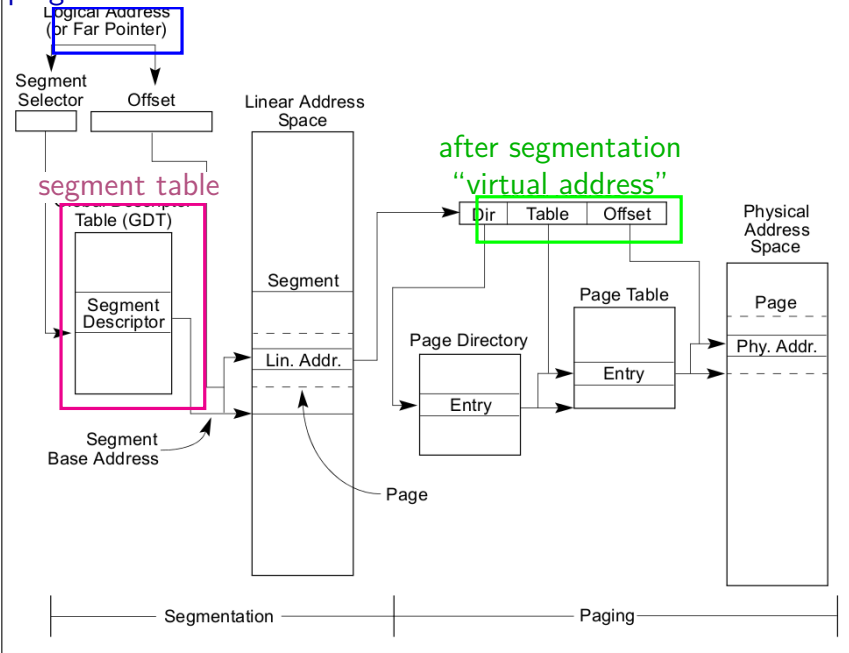 Logical Address
(or Far Pointer)
Segment
Selector
Offset
Linear Address
Space
after segmentation
“virtual address”
segment table
Table (GDT)
Dir
Table
Offset
Physical
Address
Space
Segment
Page Table
Page
Segment
Descriptor
Page Directory
Phy. Addr.
Lin. Addr.
Entry
Entry
Segment
Base Address
Page
Segmentation
Paging